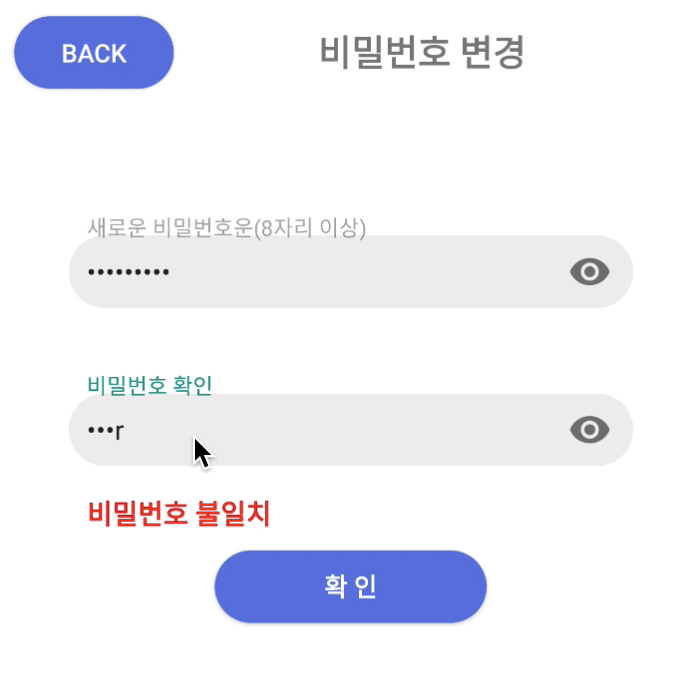 BACK
비밀번호 변경
새로운 비밀번호운(8자리 이상)
•••••••••
비밀번호 확인
•••r
비밀번호 불일치
확 인